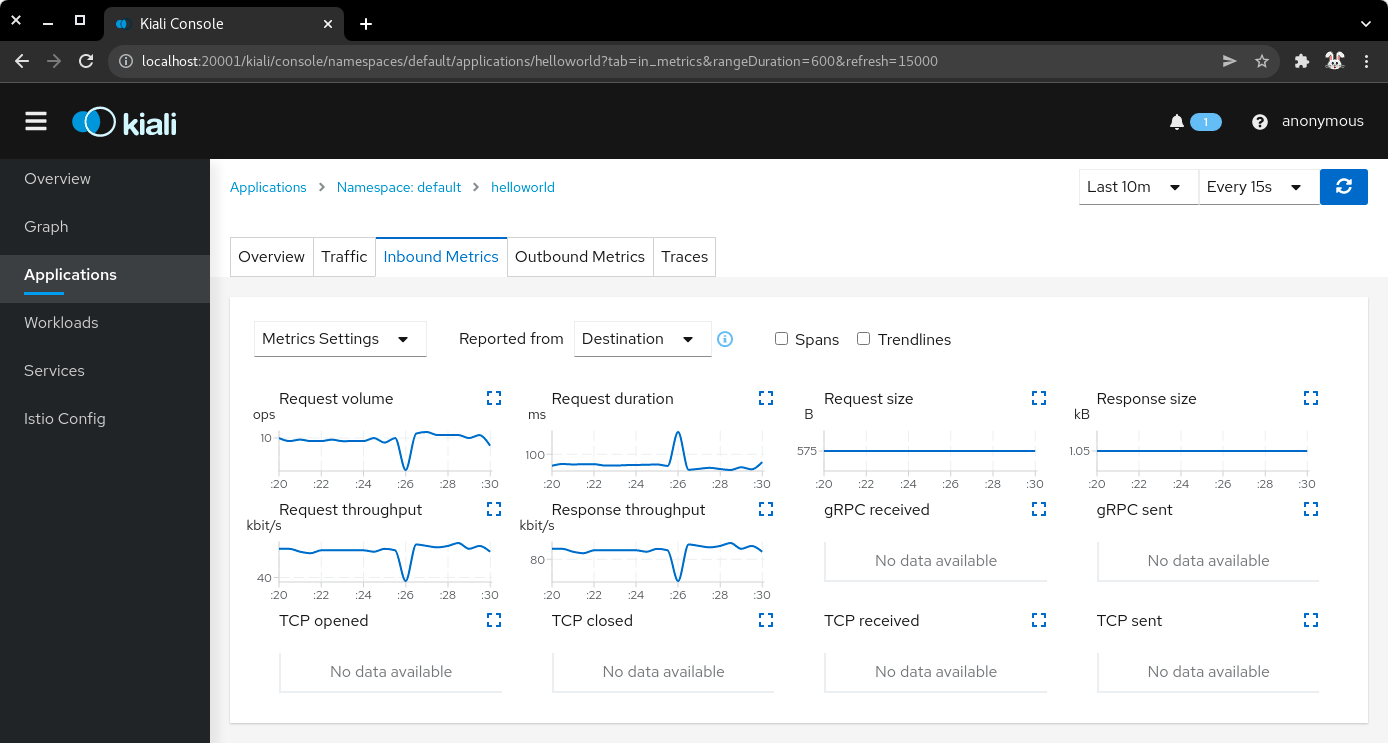 Kiali Console
localhost:20001/kiali/console/namespaces/default/applications/helloworld?tab=in_metrics&rangeDuration=600&refresh=15000
kiali
1
anonymous
Overview
Graph
Applications
Workloads
Services
Istio Config
Applications
Namespace: default
helloworld
Last 10m
Every 15s
Overview
Traffic
Inbound Metrics
Outbound Metrics
Traces
Metrics Settings
Reported from
Destination
Spans
Trendlines
Request volume
ops
10
:20 :22 :24 :26 :28 :30
Request duration
ms
100
:20 :22 :24 :26 :28 :30
Request size
B
575
:20 :22 :24 :26 :28 :30
Response size
kB
1.05
:20 :22 :24 :26 :28 :30
Request throughput
kbit/s
40
:20 :22 :24 :26 :28 :30
Response throughput
kbit/s
80
:20 :22 :24 :26 :28 :30
gRPC received
No data available
gRPC sent
No data available
TCP opened
No data available
TCP closed
No data available
TCP received
No data available
TCP sent
No data available